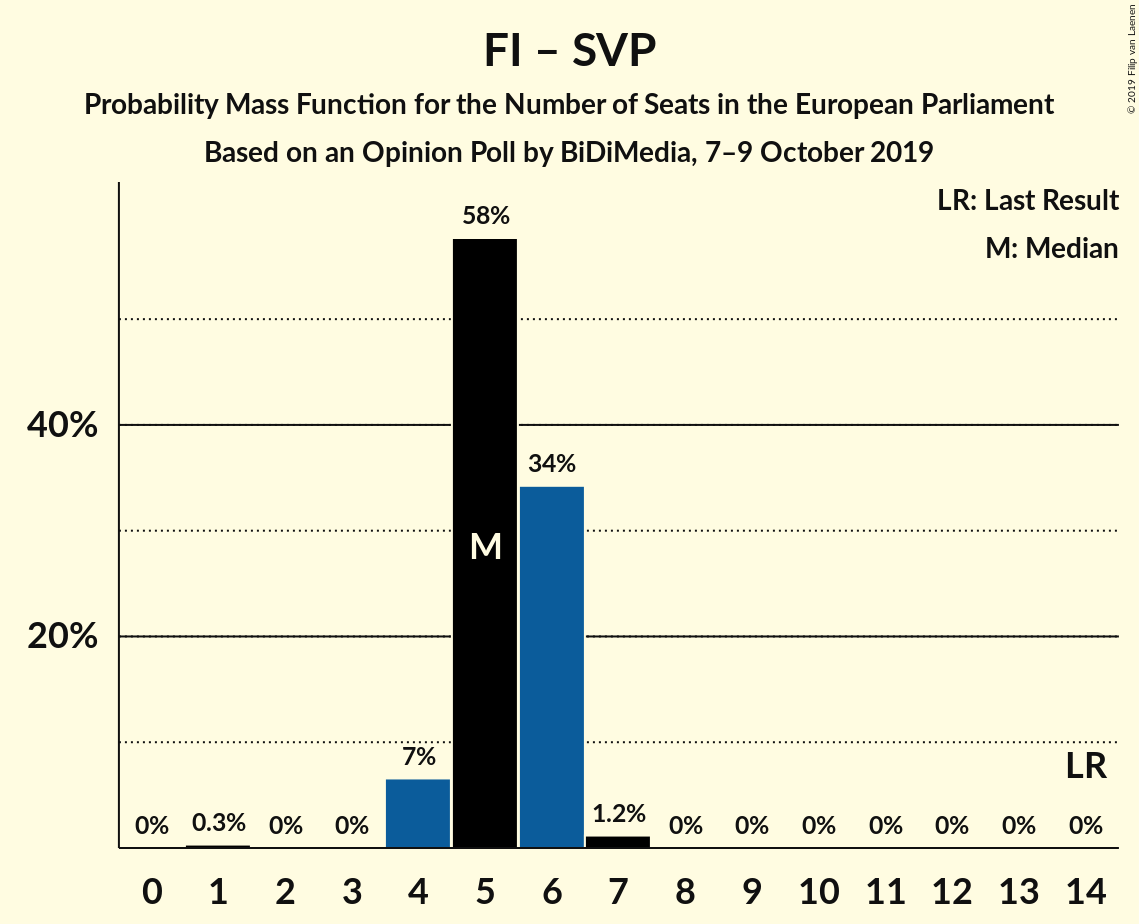 FI – SVP
Probability Mass Function for the Number of Seats in the European Parliament
Based on an Opinion Poll by BiDiMedia, 7–9 October 2019
© 2019 Filip van Laenen
LR: Last Result
M: Median
58%
40%
34%
M
20%
7%
LR
0% 0.3% 0% 0% 1.2% 0% 0% 0% 0% 0% 0% 0%
0 1 2 3 4 5 6 7 8 9 10 11 12 13 14